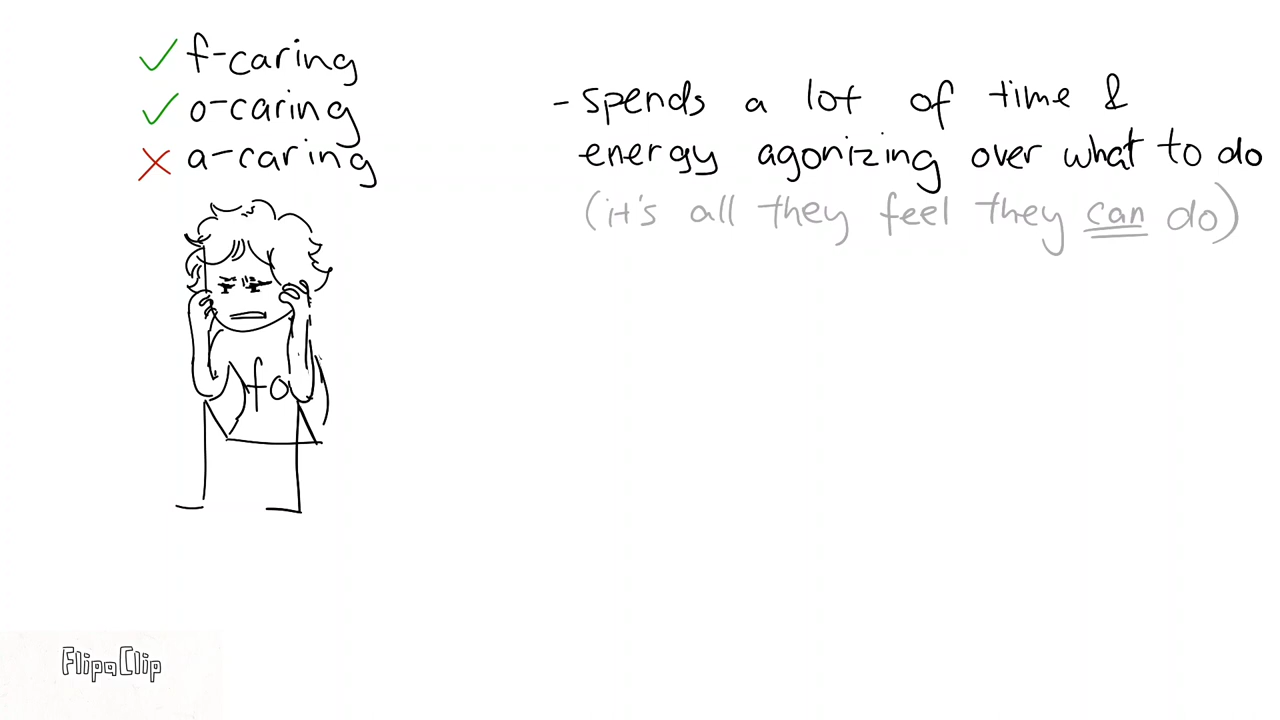 f-caring
o-caring
a-caring
- spends a lot of time &
energy agonizing over what to do
(it's all they feel they can do)
fo
FlipaClip